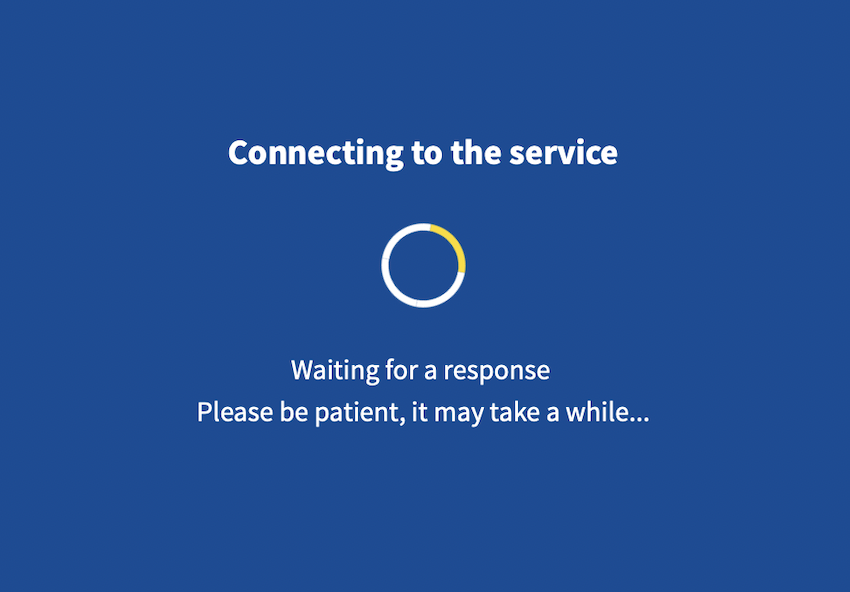 Connecting to the service
Waiting for a response
Please be patient, it may take a while...